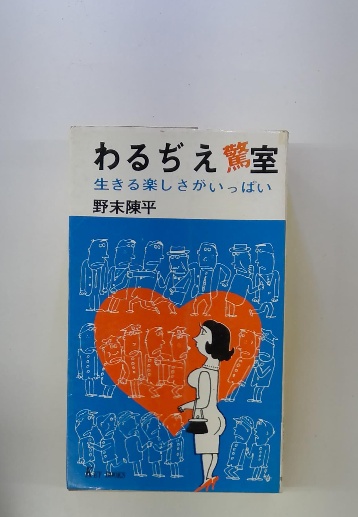 わるぢえ驚室
生きる楽しさがいっぱい
野末陳平